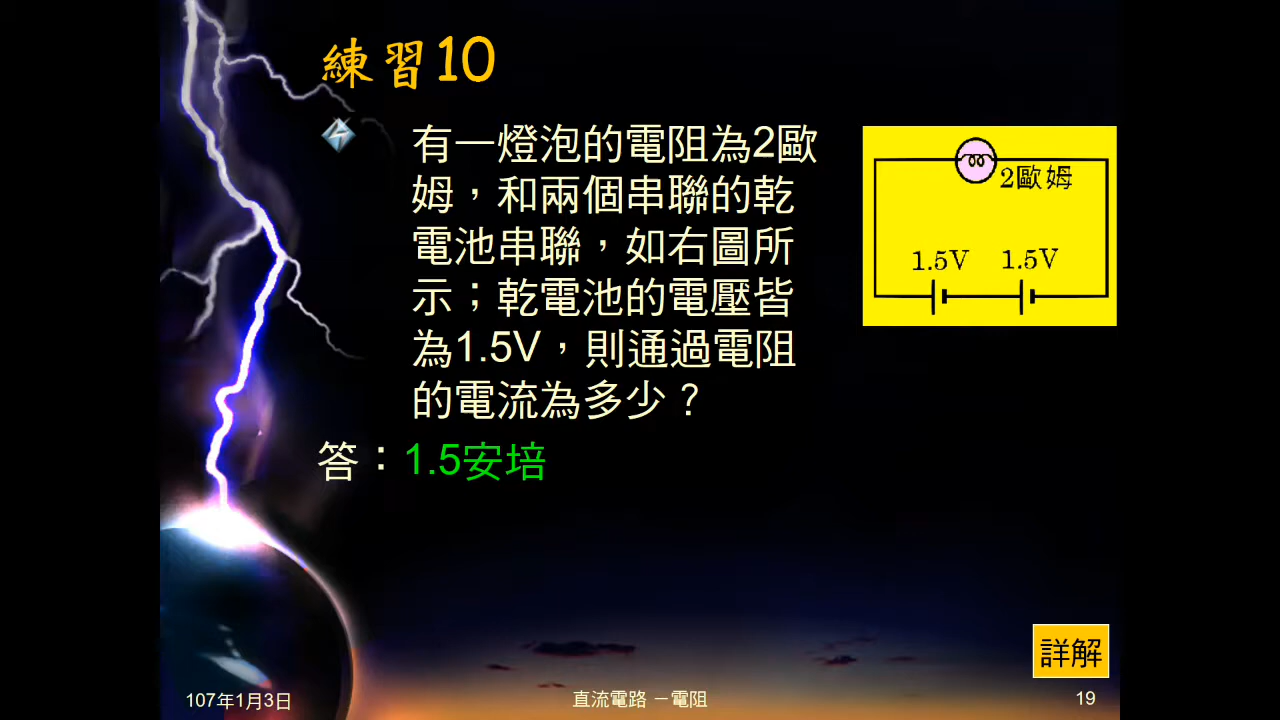 練習10
有一燈泡的電阻為2歐
姆，和兩個串聯的乾
電池串聯，如右圖所
示；乾電池的電壓皆
為1.5V，則通過電阻
的電流為多少？
答：1.5安培
2歐姆
1.5V 1.5V
詳解
107年1月3日
直流電路 －電阻
19